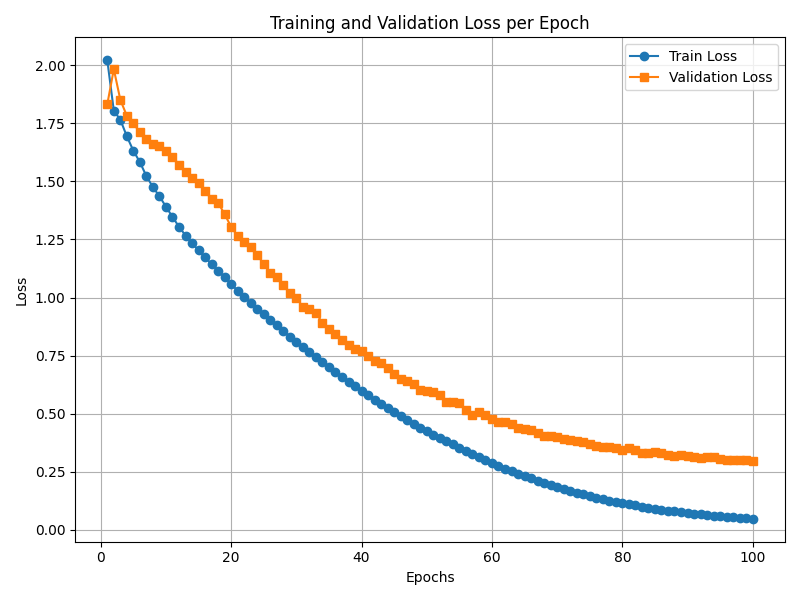 Training and Validation Loss per Epoch
Train Loss
Validation Loss
2.00
1.75
1.50
1.25
1.00
0.75
0.50
0.25
0.00
Loss
0 20 40 60 80 100
Epochs